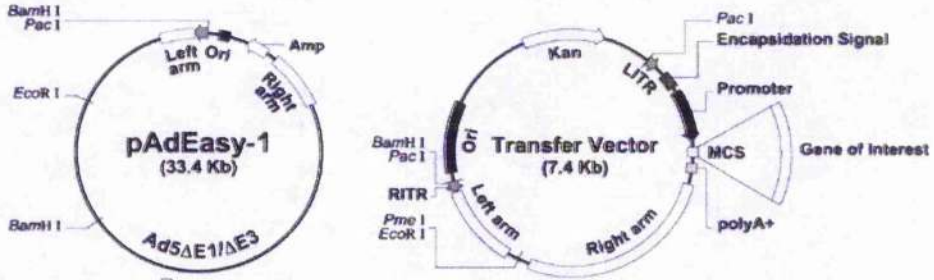 BamH I
Pac I
Left arm
Ori
Amp
Right arm
EcoR I
pAdEasy-1
(33.4 Kb)
BamH I
Ad5ΔE1/ΔE3
Kan
Pac I
LITR
Encapsidation Signal
Promoter
Ori
BamH I
Pac I
Transfer Vector
(7.4 Kb)
MCS
Gene of Interest
RITR
Left arm
Pme I
EcoR I
Right arm
polyA+